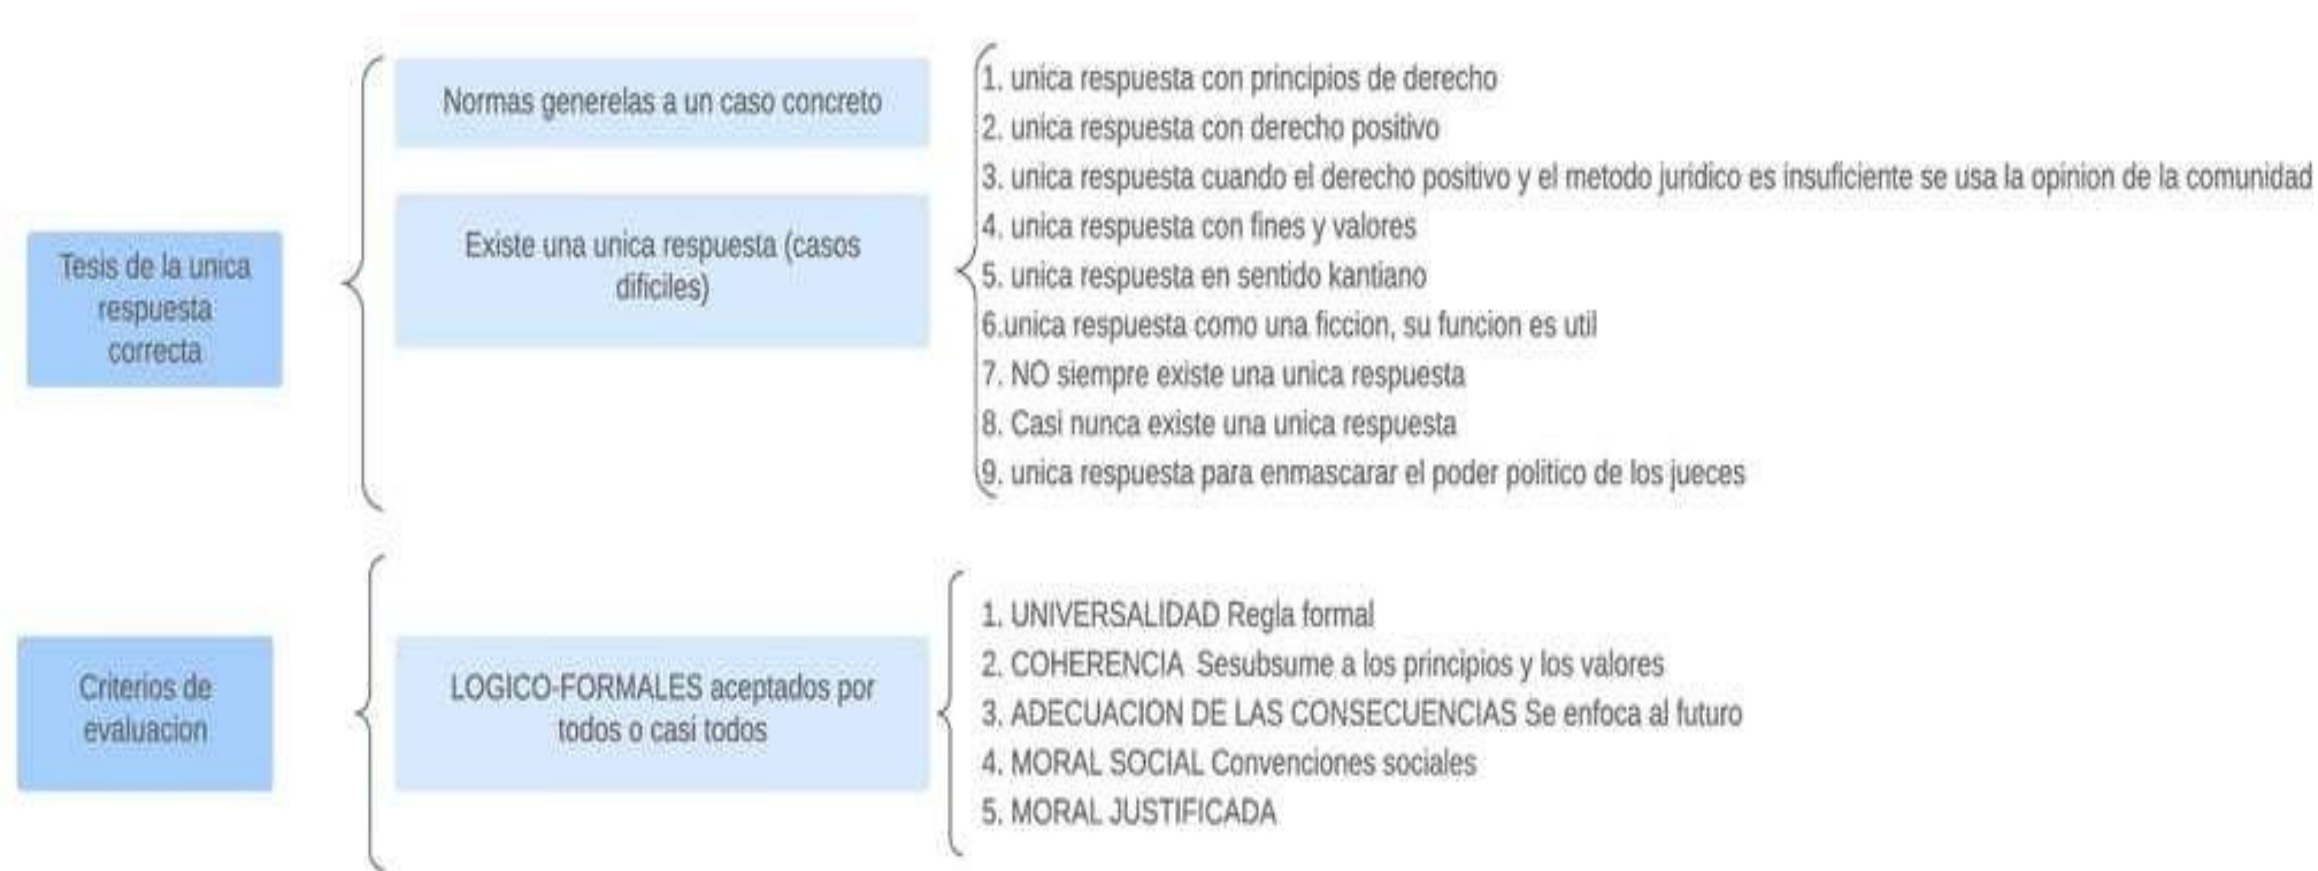 Tesis de la unica
respuesta
correcta
Normas generelas a un caso concreto
Existe una unica respuesta (casos
dificiles)
1. unica respuesta con principios de derecho
2. unica respuesta con derecho positivo
3. unica respuesta cuando el derecho positivo y el metodo juridico es insuficiente se usa la opinion de la comunidad
4. unica respuesta con fines y valores
5. unica respuesta en sentido kantiano
6.unica respuesta como una ficcion, su funcion es util
7. NO siempre existe una unica respuesta
8. Casi nunca existe una unica respuesta
9. unica respuesta para enmascarar el poder politico de los jueces
Criterios de
evaluacion
LOGICO-FORMALES aceptados por
todos o casi todos
1. UNIVERSALIDAD Regla formal
2. COHERENCIA Sesubsume a los principios y los valores
3. ADECUACION DE LAS CONSECUENCIAS Se enfoca al futuro
4. MORAL SOCIAL Convenciones sociales
5. MORAL JUSTIFICADA